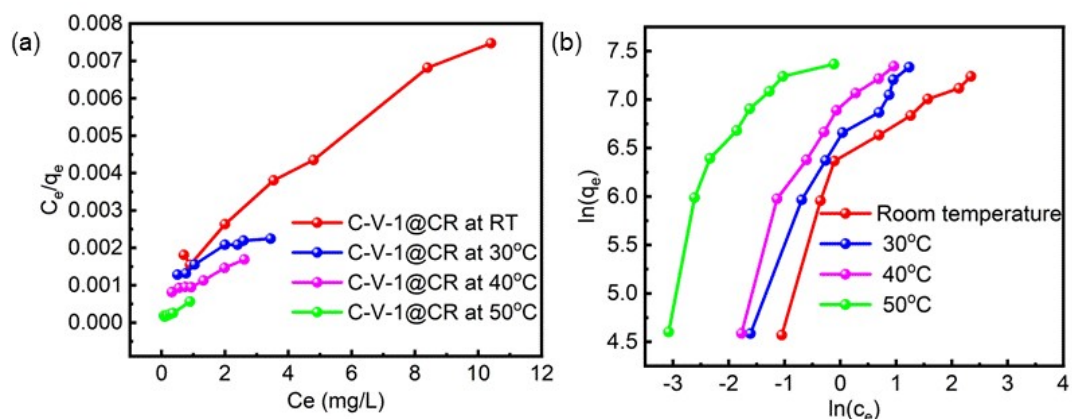 (a)
0.008
0.007
0.006
0.005
0.004
0.003
0.002
0.001
0.000
Cₑ/qₑ
C-V-1@CR at RT
C-V-1@CR at 30°C
C-V-1@CR at 40°C
C-V-1@CR at 50°C
0 2 4 6 8 10 12
Ce (mg/L)
(b)
7.5
7.0
6.5
6.0
5.5
5.0
4.5
ln(qₑ)
Room temperature
30°C
40°C
50°C
-3 -2 -1 0 1 2 3 4
ln(cₑ)